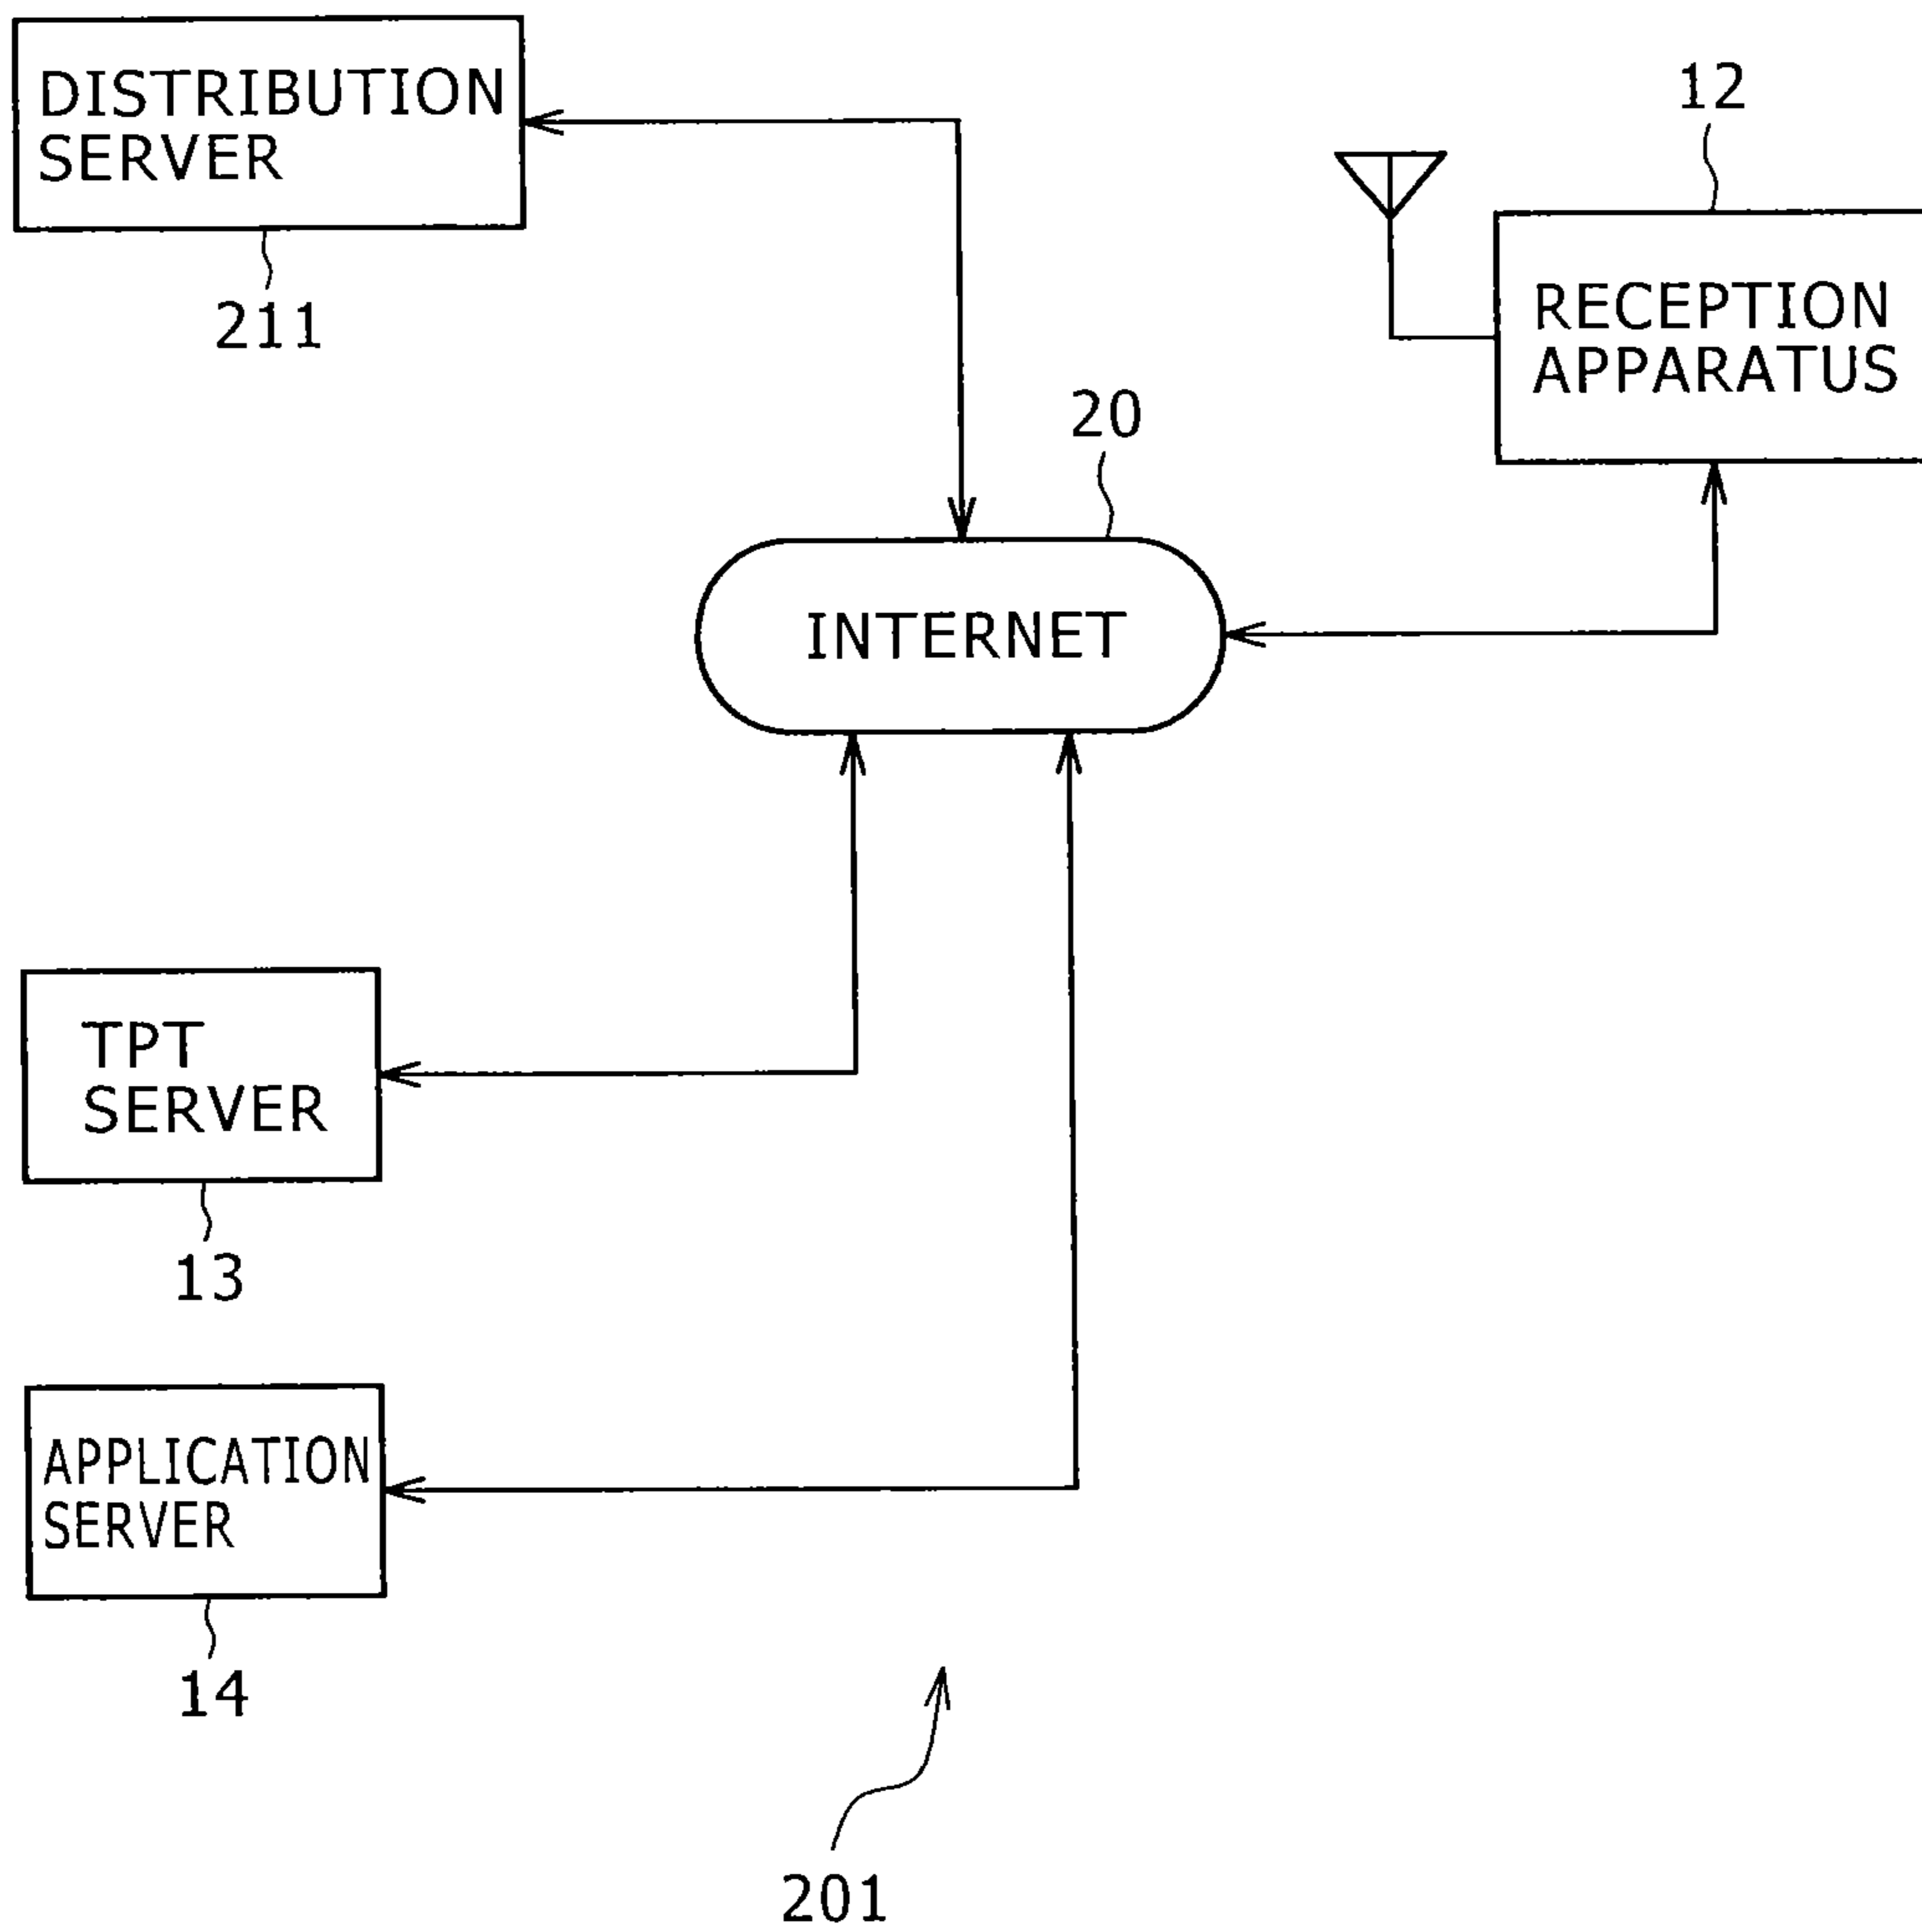 DISTRIBUTION
SERVER
211
12
RECEPTION
APPARATUS
20
INTERNET
TPT
SERVER
13
APPLICATION
SERVER
14
201